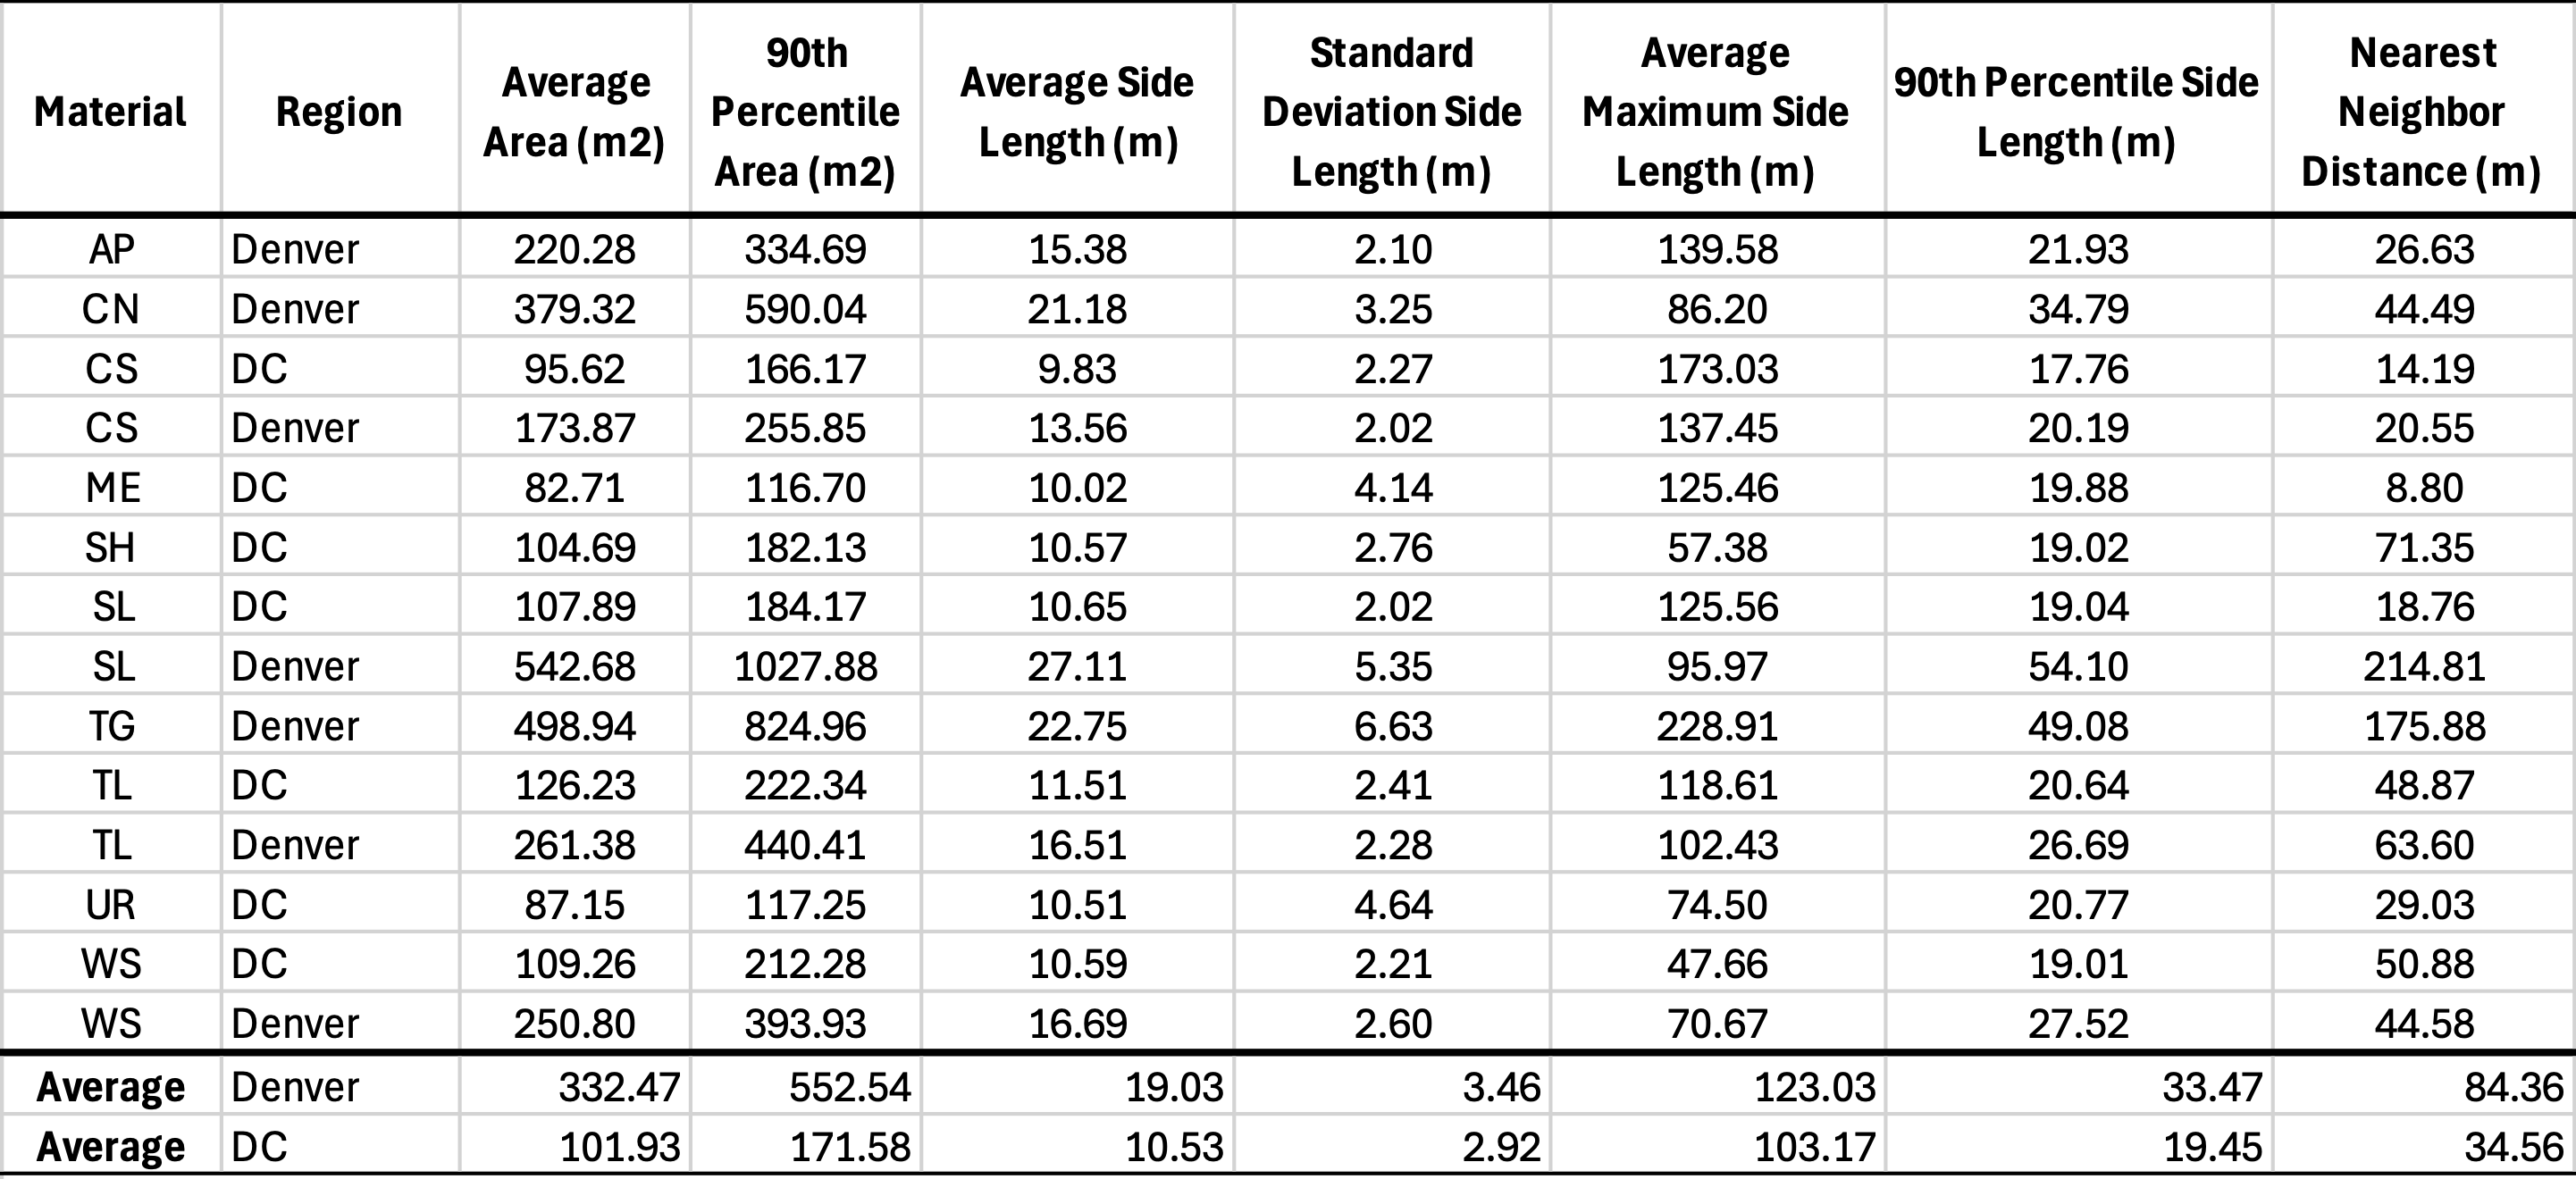 Material Region Average Area (m2) 90th Percentile Area (m2) Average Side Length (m) Standard Deviation Side Length (m) Average Maximum Side Length (m) 90th Percentile Side Length (m) Nearest Neighbor Distance (m)
AP Denver 220.28 334.69 15.38 2.10 139.58 21.93 26.63
CN Denver 379.32 590.04 21.18 3.25 86.20 34.79 44.49
CS DC 95.62 166.17 9.83 2.27 173.03 17.76 14.19
CS Denver 173.87 255.85 13.56 2.02 137.45 20.19 20.55
ME DC 82.71 116.70 10.02 4.14 125.46 19.88 8.80
SH DC 104.69 182.13 10.57 2.76 57.38 19.02 71.35
SL DC 107.89 184.17 10.65 2.02 125.56 19.04 18.76
SL Denver 542.68 1027.88 27.11 5.35 95.97 54.10 214.81
TG Denver 498.94 824.96 22.75 6.63 228.91 49.08 175.88
TL DC 126.23 222.34 11.51 2.41 118.61 20.64 48.87
TL Denver 261.38 440.41 16.51 2.28 102.43 26.69 63.60
UR DC 87.15 117.25 10.51 4.64 74.50 20.77 29.03
WS DC 109.26 212.28 10.59 2.21 47.66 19.01 50.88
WS Denver 250.80 393.93 16.69 2.60 70.67 27.52 44.58
Average Denver 332.47 552.54 19.03 3.46 123.03 33.47 84.36
Average DC 101.93 171.58 10.53 2.92 103.17 19.45 34.56